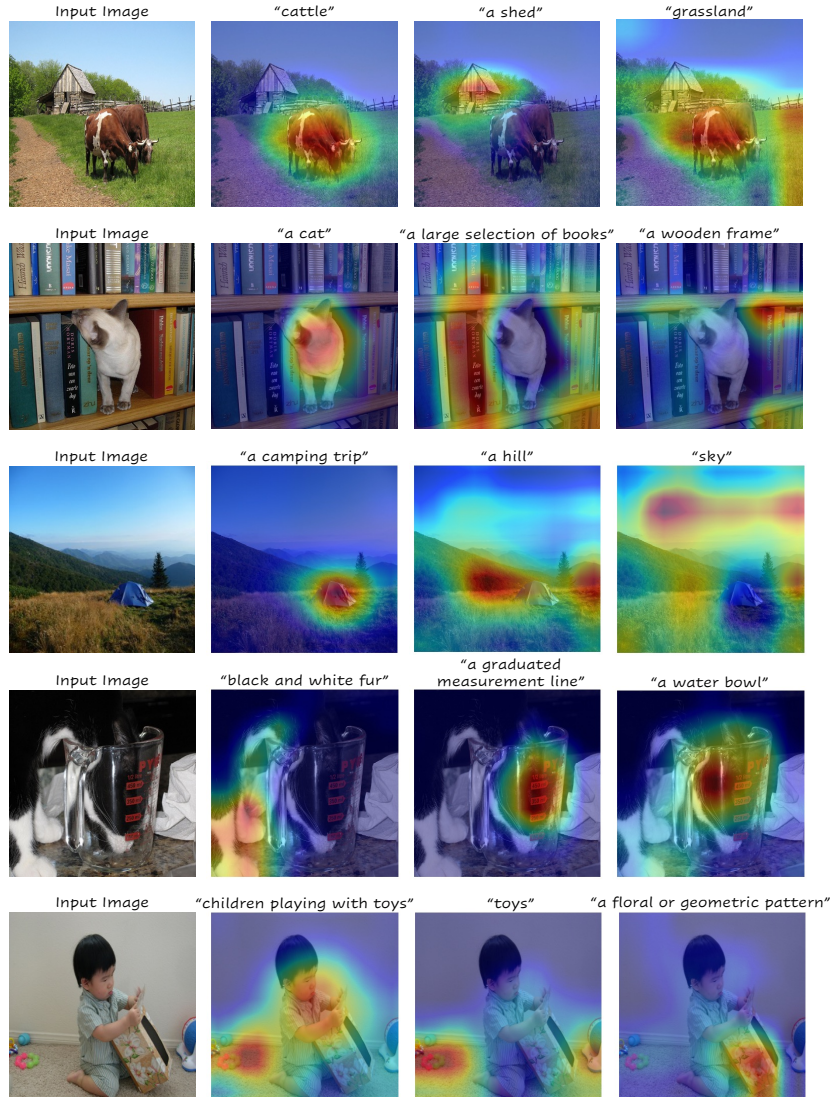 Input Image
"cattle"
"a shed"
"grassland"
Input Image
"a cat"
"a large selection of books"
"a wooden frame"
Input Image
"a camping trip"
"a hill"
"sky"
Input Image
"black and white fur"
"a graduated
measurement line"
"a water bowl"
Input Image
"children playing with toys"
"toys"
"a floral or geometric pattern"